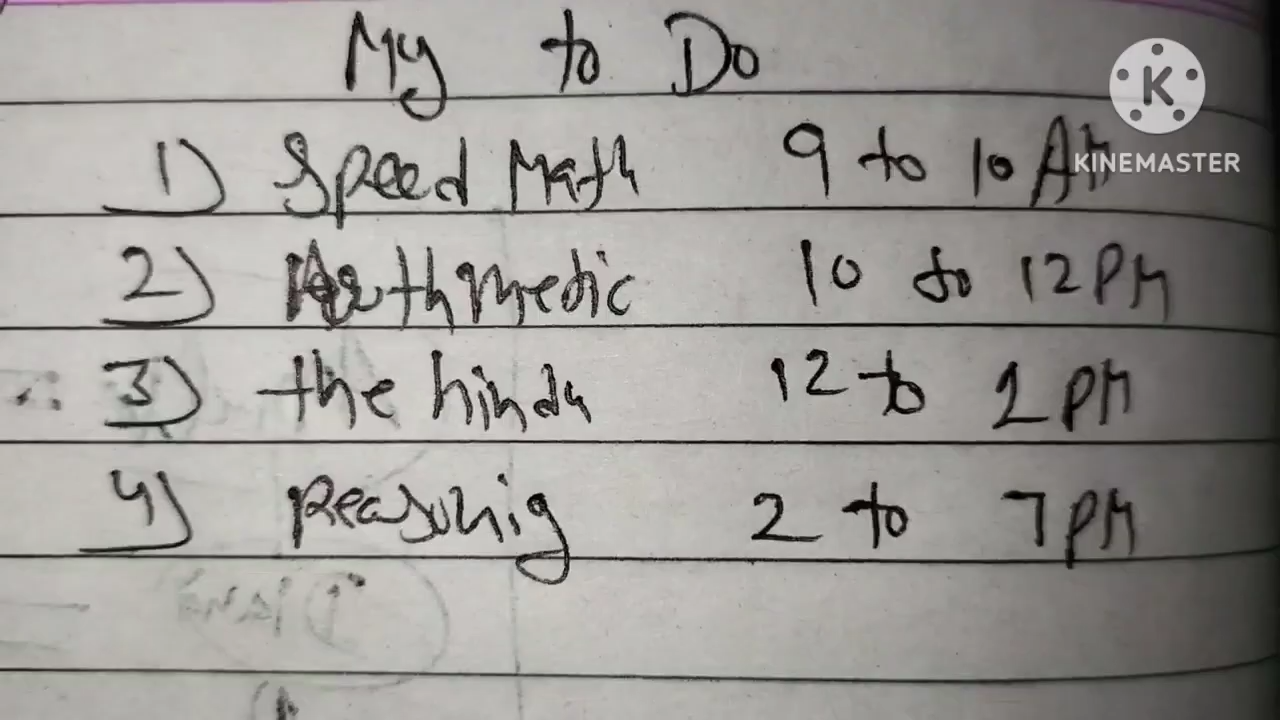 My to Do
1) Speed Math 9 to 10 AM
2) Arthmedic 10 to 12 PM
3) the hindu 12 to 2 PM
4) Reasonig 2 to 7 PM
KINEMASTER